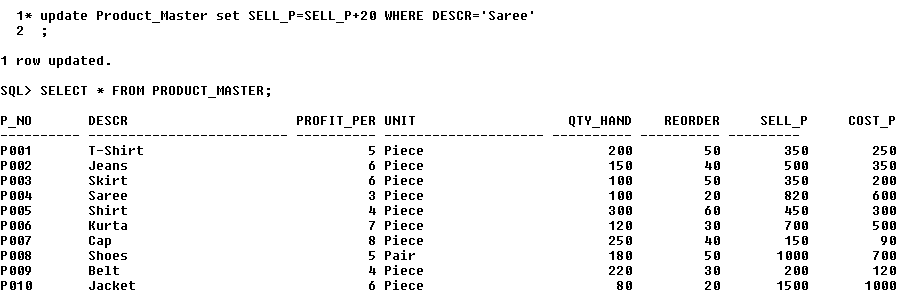 1* update Product_Master set SELL_P=SELL_P+20 WHERE DESCR='Saree'
2 ;
1 row updated.
SQL> SELECT * FROM PRODUCT_MASTER;
P_NO DESCR PROFIT_PER UNIT QTY_HAND REORDER SELL_P COST_P
---------- ------------------------- ---------- -------------------- ---------- ---------- --------- ----------
P001 T-Shirt 5 Piece 200 50 350 250
P002 Jeans 6 Piece 150 40 500 350
P003 Skirt 6 Piece 100 50 350 200
P004 Saree 3 Piece 100 20 820 600
P005 Shirt 4 Piece 300 60 450 300
P006 Kurta 7 Piece 120 30 700 500
P007 Cap 8 Piece 250 40 150 90
P008 Shoes 5 Pair 180 50 1000 700
P009 Belt 4 Piece 220 30 200 120
P010 Jacket 6 Piece 80 20 1500 1000